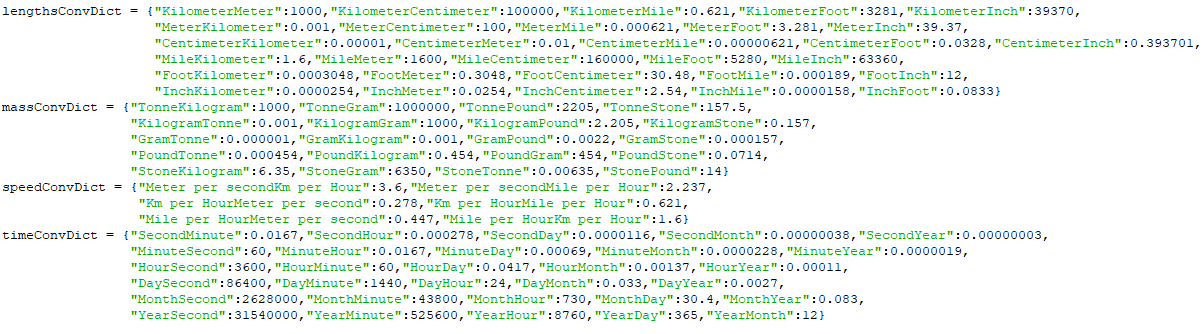 lengthsConvDict = {"KilometerMeter":1000,"KilometerCentimeter":100000,"KilometerMile":0.621,"KilometerFoot":3281,"KilometerInch":39370,
"MeterKilometer":0.001,"MeterCentimeter":100,"MeterMile":0.000621,"MeterFoot":3.281,"MeterInch":39.37,
"CentimeterKilometer":0.00001,"CentimeterMeter":0.01,"CentimeterMile":0.00000621,"CentimeterFoot":0.0328,"CentimeterInch":0.393701,
"MileKilometer":1.6,"MileMeter":1600,"MileCentimeter":160000,"MileFoot":5280,"MileInch":63360,
"FootKilometer":0.0003048,"FootMeter":0.3048,"FootCentimeter":30.48,"FootMile":0.000189,"FootInch":12,
"InchKilometer":0.0000254,"InchMeter":0.0254,"InchCentimeter":2.54,"InchMile":0.0000158,"InchFoot":0.0833}
massConvDict = {"TonneKilogram":1000,"TonneGram":1000000,"TonnePound":2205,"TonneStone":157.5,
"KilogramTonne":0.001,"KilogramGram":1000,"KilogramPound":2.205,"KilogramStone":0.157,
"GramTonne":0.000001,"GramKilogram":0.001,"GramPound":0.0022,"GramStone":0.000157,
"PoundTonne":0.000454,"PoundKilogram":0.454,"PoundGram":454,"PoundStone":0.0714,
"StoneKilogram":6.35,"StoneGram":6350,"StoneTonne":0.00635,"StonePound":14}
speedConvDict = {"Meter per secondKm per Hour":3.6,"Meter per secondMile per Hour":2.237,
"Km per HourMeter per second":0.278,"Km per HourMile per Hour":0.621,
"Mile per HourMeter per second":0.447,"Mile per HourKm per Hour":1.6}
timeConvDict = {"SecondMinute":0.0167,"SecondHour":0.000278,"SecondDay":0.0000116,"SecondMonth":0.00000038,"SecondYear":0.00000003,
"MinuteSecond":60,"MinuteHour":0.0167,"MinuteDay":0.00069,"MinuteMonth":0.0000228,"MinuteYear":0.0000019,
"HourSecond":3600,"HourMinute":60,"HourDay":0.0417,"HourMonth":0.00137,"HourYear":0.00011,
"DaySecond":86400,"DayMinute":1440,"DayHour":24,"DayMonth":0.033,"DayYear":0.0027,
"MonthSecond":2628000,"MonthMinute":43800,"MonthHour":730,"MonthDay":30.4,"MonthYear":0.083,
"YearSecond":31540000,"YearMinute":525600,"YearHour":8760,"YearDay":365,"YearMonth":12}